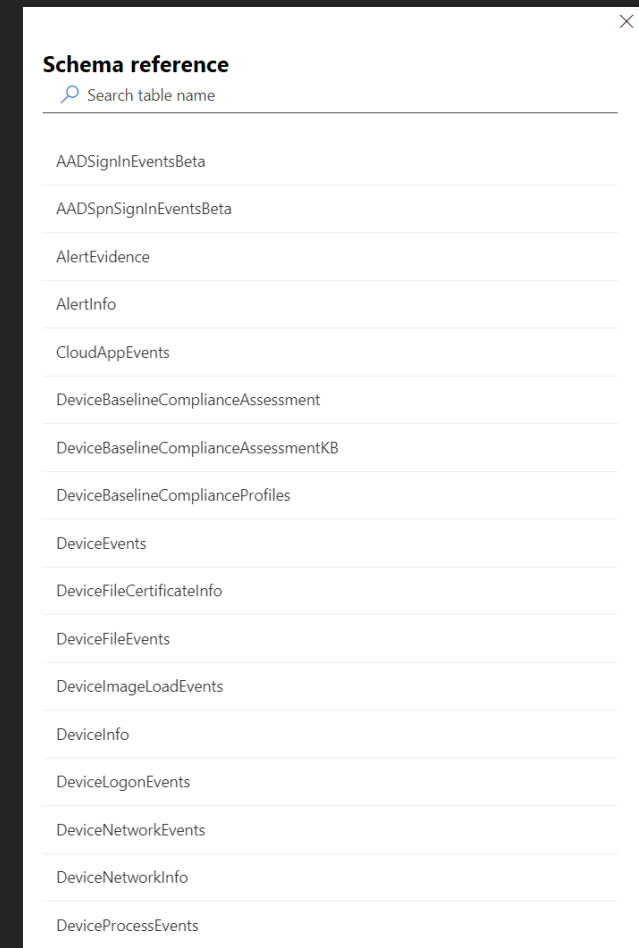 Schema reference
Search table name
AADSignInEventsBeta
AADSpnSignInEventsBeta
AlertEvidence
AlertInfo
CloudAppEvents
DeviceBaselineComplianceAssessment
DeviceBaselineComplianceAssessmentKB
DeviceBaselineComplianceProfiles
DeviceEvents
DeviceFileCertificateInfo
DeviceFileEvents
DeviceImageLoadEvents
DeviceInfo
DeviceLogonEvents
DeviceNetworkEvents
DeviceNetworkInfo
DeviceProcessEvents